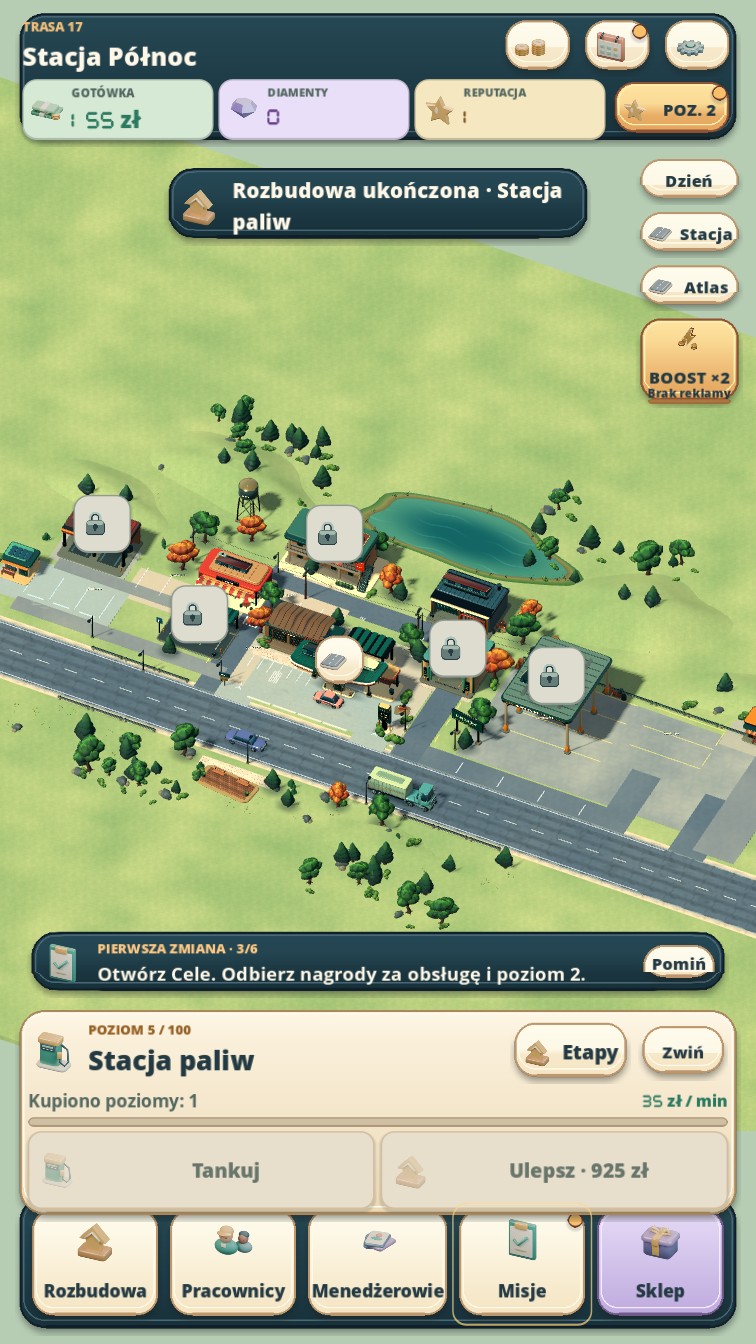 TRASA 17
Stacja Północ
GOTÓWKA
155 zł
DIAMENTY
0
REPUTACJA
1
POZ. 2
Rozbudowa ukończona · Stacja
paliw
Dzień
Stacja
Atlas
BOOST ×2
Brak reklamy
PIERWSZA ZMIANA · 3/6
Otwórz Cele. Odbierz nagrody za obsługę i poziom 2.
Pomiń
POZIOM 5 / 100
Stacja paliw
Etapy
Zwiń
Kupiono poziomy: 1
35 zł / min
Tankuj
Ulepsz · 925 zł
Rozbudowa
Pracownicy
Menedżerowie
Misje
Sklep